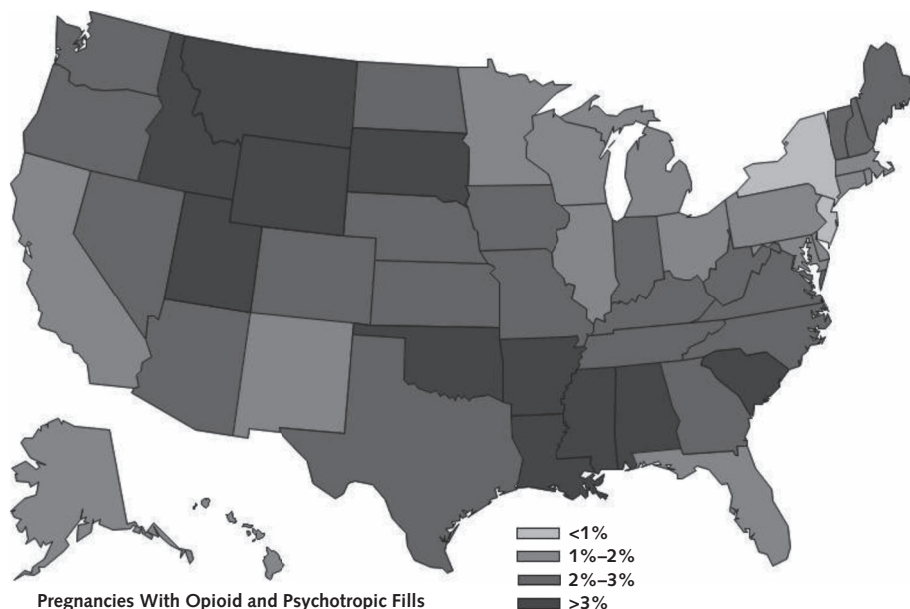 <1%
1%–2%
2%–3%
>3%
Pregnancies With Opioid and Psychotropic Fills